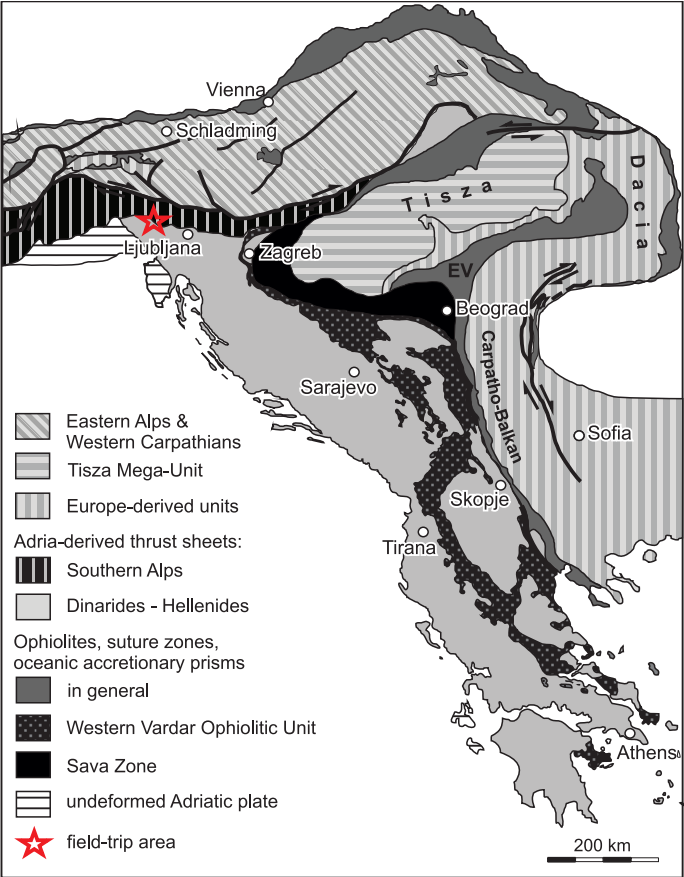 Vienna
Schladming
Tisza
Dacia
Ljubljana
Zagreb
EV
Beograd
Carpatho-Balkan
Sarajevo
Sofia
Skopje
Tirana
Athens
Eastern Alps &
Western Carpathians
Tisza Mega-Unit
Europe-derived units
Adria-derived thrust sheets:
Southern Alps
Dinarides - Hellenides
Ophiolites, suture zones,
oceanic accretionary prisms
in general
Western Vardar Ophiolitic Unit
Sava Zone
undeformed Adriatic plate
field-trip area
200 km